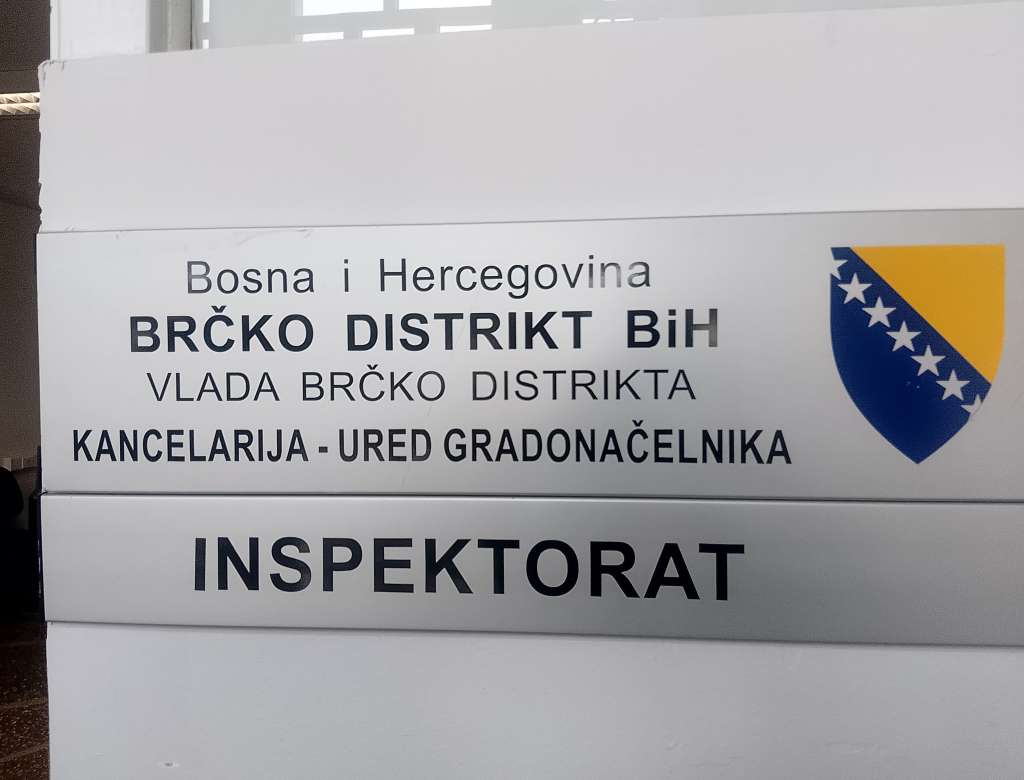 Bosna i Hercegovina
BRČKO DISTRIKT BiH
VLADA BRČKO DISTRIKTA
KANCELARIJA - URED GRADONAČELNIKA
INSPEKTORAT